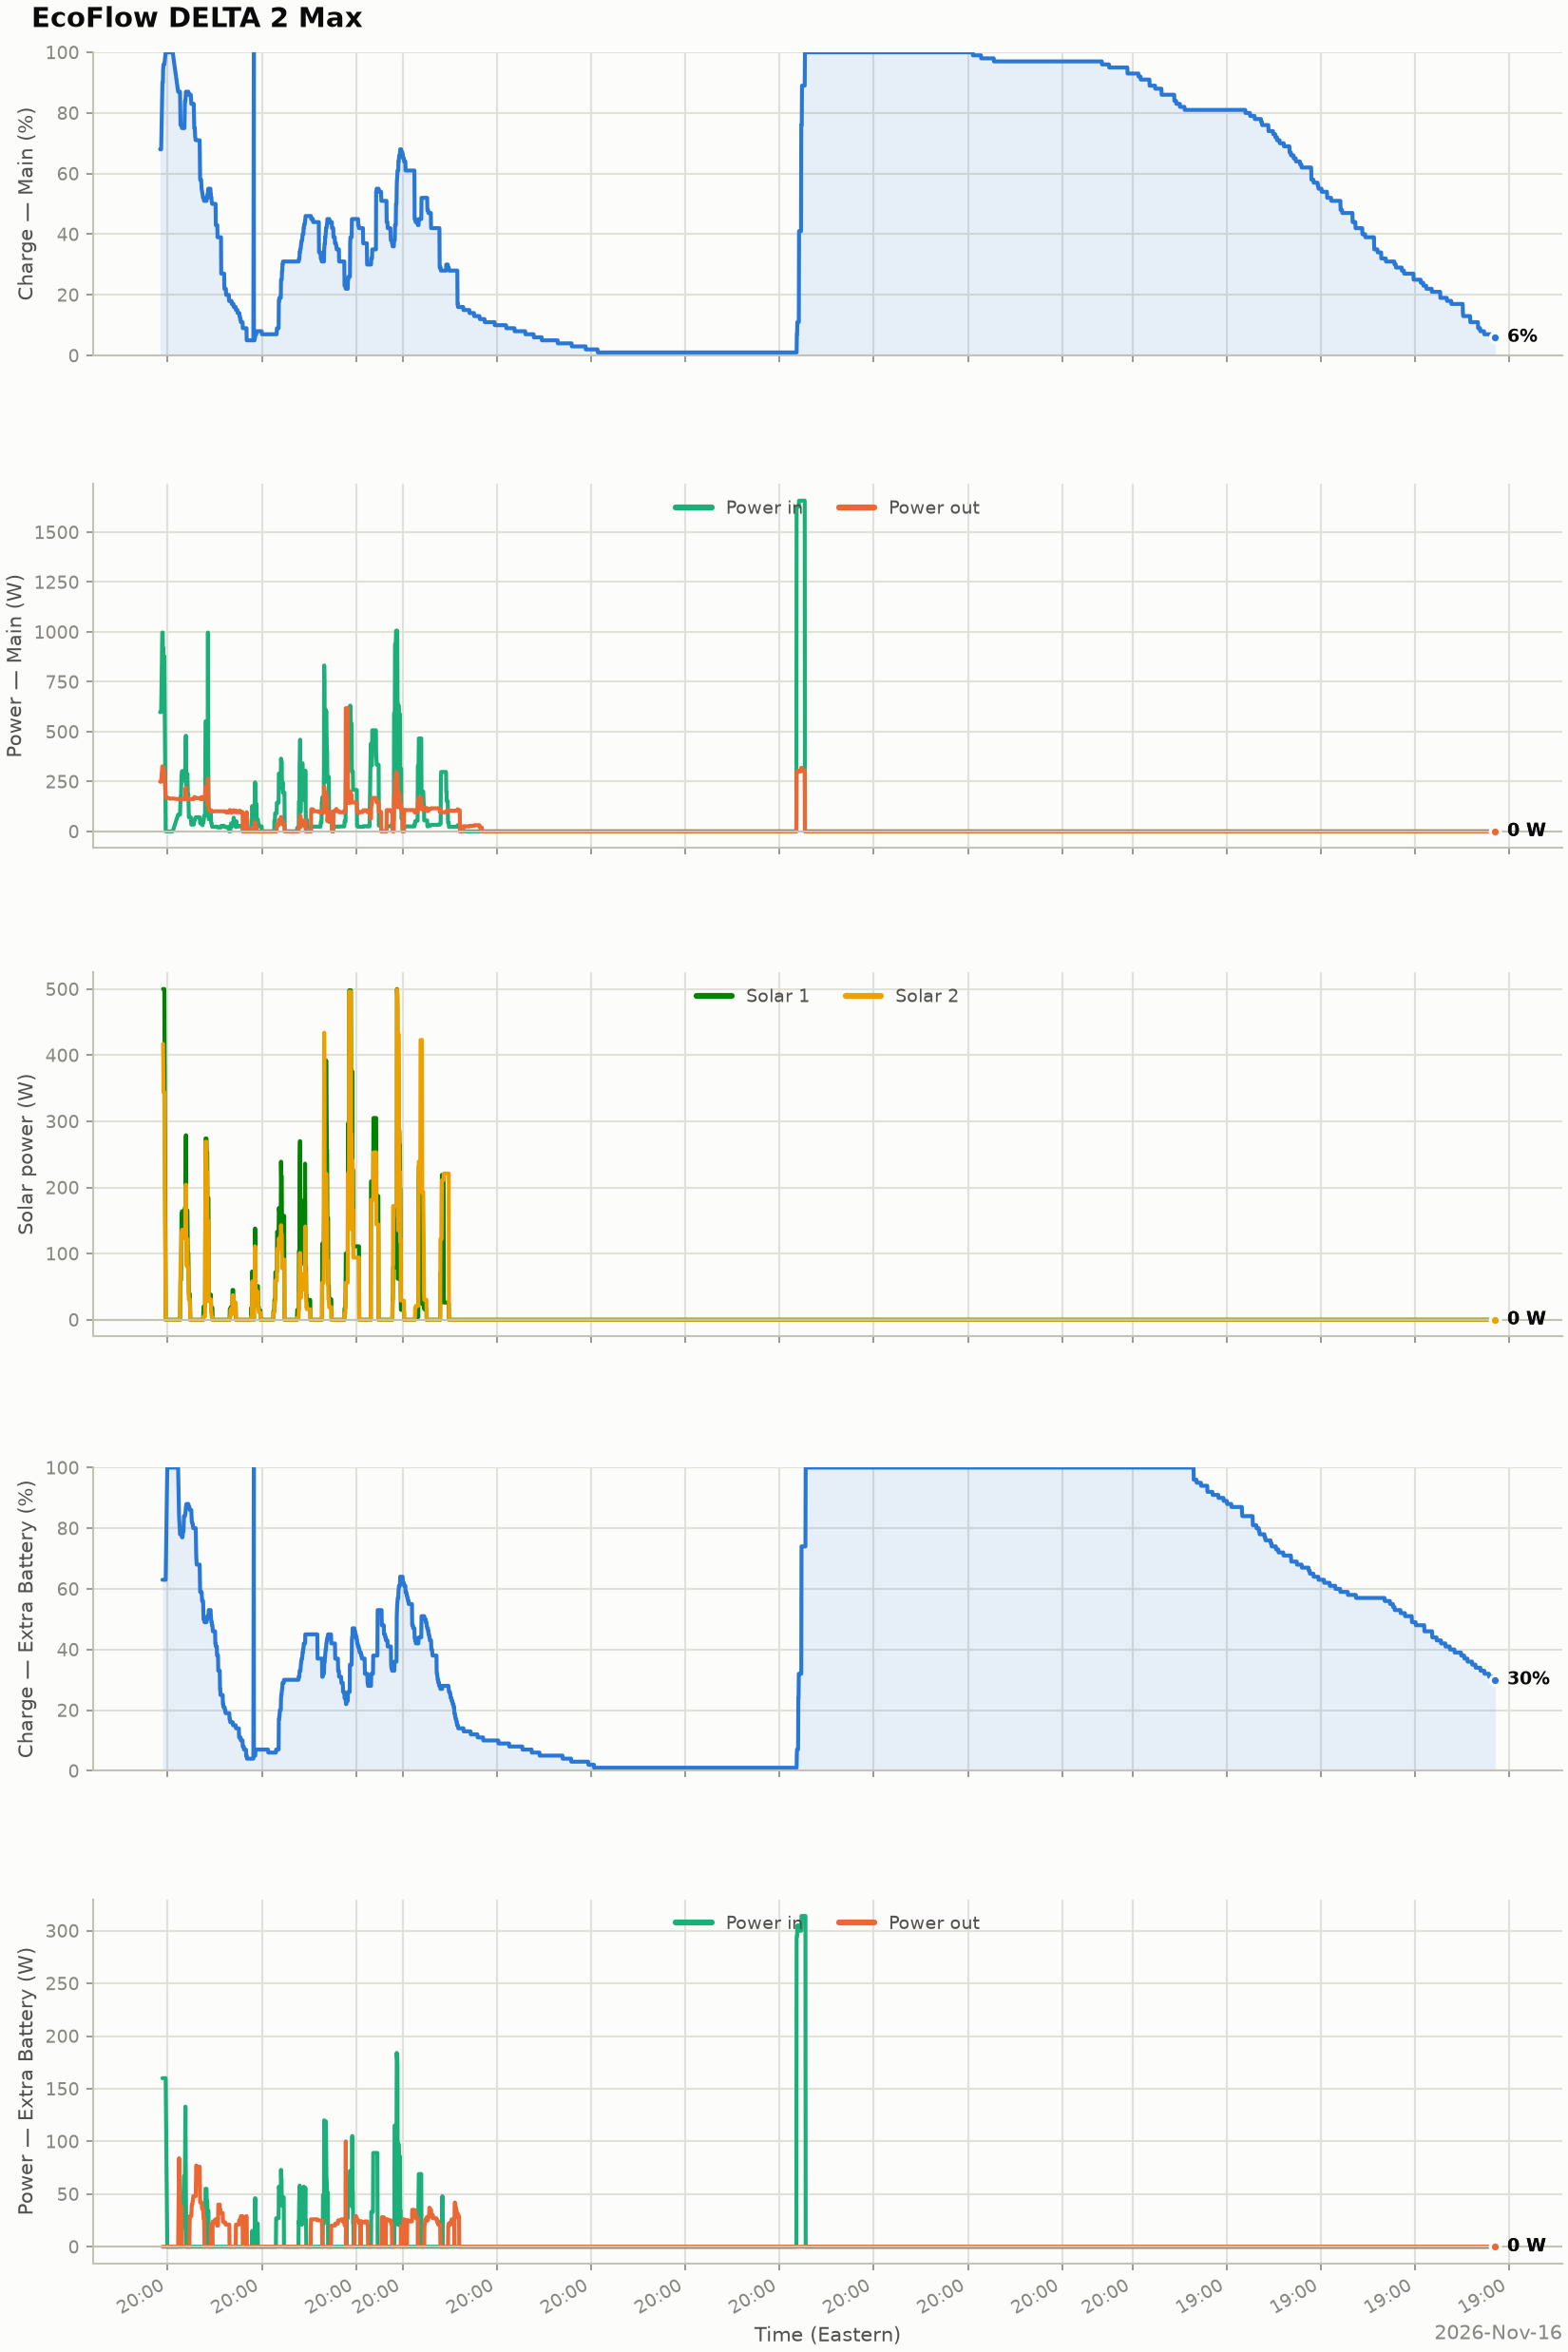 EcoFlow DELTA 2 Max
Charge — Main (%)
100
80
60
40
20
0
6%
Power — Main (W)
Power in
Power out
1500
1250
1000
750
500
250
0
0 W
Solar power (W)
Solar 1
Solar 2
500
400
300
200
100
0
0 W
Charge — Extra Battery (%)
100
80
60
40
20
0
30%
Power — Extra Battery (W)
Power in
Power out
300
250
200
150
100
50
0
0 W
20:00 20:00 20:00 20:00 20:00 20:00 20:00 20:00 20:00 20:00 20:00 20:00 19:00 19:00 19:00 19:00
Time (Eastern)
2026-Nov-16